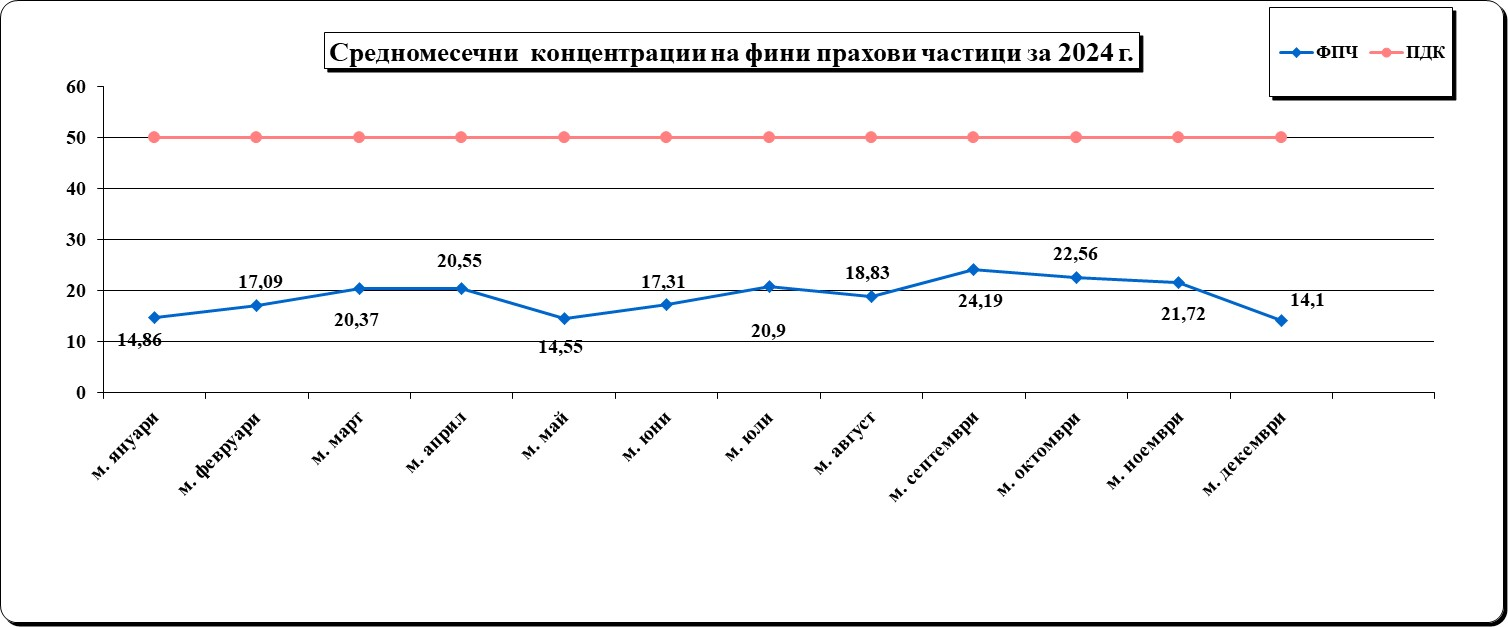 Средномесечни концентрации на фини прахови частици за 2024 г.
ФПЧ ПДК
60
50
40
30
20
10
0
14,86
17,09
20,37
20,55
14,55
17,31
20,9
18,83
24,19
22,56
21,72
14,1
м. януари
м. февруари
м. март
м. април
м. май
м. юни
м. юли
м. август
м. септември
м. октомври
м. ноември
м. декември